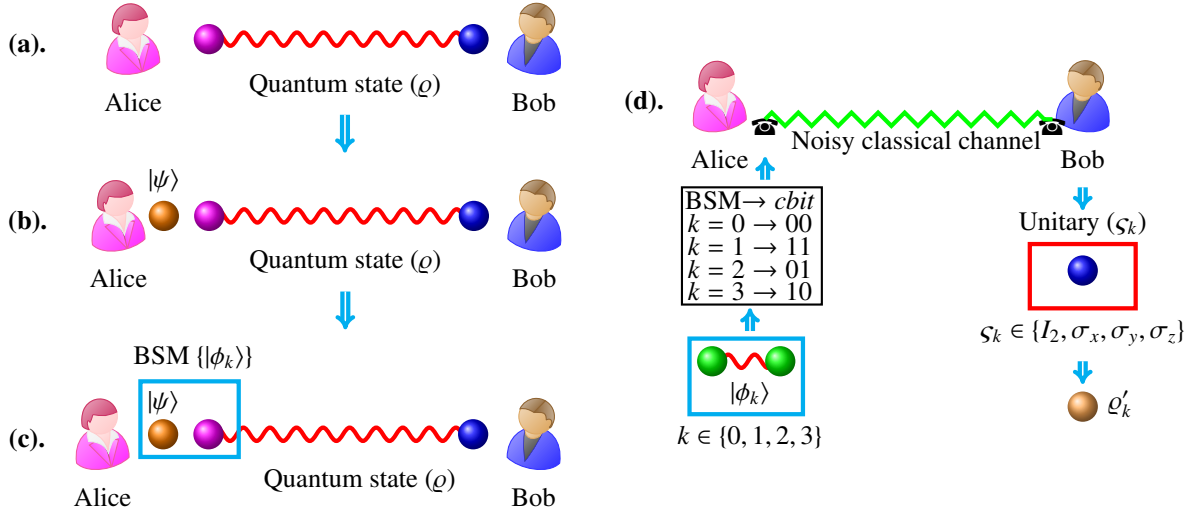 (a).
Alice
Quantum state (ϱ)
Bob
(b).
|ψ⟩
Alice
Quantum state (ϱ)
Bob
BSM {|ϕₖ⟩}
|ψ⟩
(c).
Alice
Quantum state (ϱ)
Bob
(d).
Alice
Noisy classical channel
Bob
BSM→ cbit
k = 0 → 00
k = 1 → 11
k = 2 → 01
k = 3 → 10
|ϕₖ⟩
k ∈ {0, 1, 2, 3}
Unitary (ςₖ)
ςₖ ∈ {I₂, σₓ, σ_y, σ_z}
ϱ′ₖ